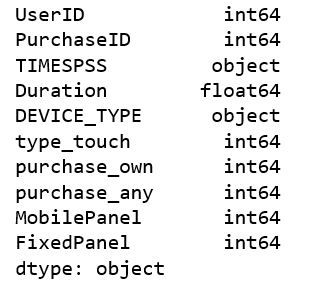 UserID int64
PurchaseID int64
TIMESPSS object
Duration float64
DEVICE_TYPE object
type_touch int64
purchase_own int64
purchase_any int64
MobilePanel int64
FixedPanel int64
dtype: object